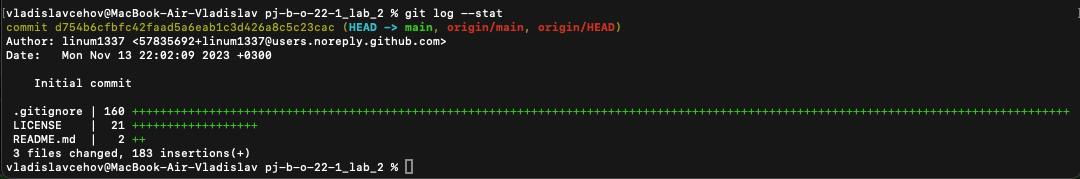 [vladislavcehov@MacBook-Air-Vladislav pj-b-o-22-1_lab_2 % git log --stat
commit d754b6cfbfc42faad5a6eab1c3d426a8c5c23cac (HEAD -> main, origin/main, origin/HEAD)
Author: linum1337 <57835692+linum1337@users.noreply.github.com>
Date:   Mon Nov 13 22:02:09 2023 +0300
    Initial commit
 .gitignore | 160 ++++++++++++++++++++++++++++++++++++++++++++++++++++++++++++++++++++++++++++++++++++++++++++++++++++++++++++++++++++++++++++++++++++++
 LICENSE    |  21 ++++++++++++++++++
 README.md  |   2 ++
 3 files changed, 183 insertions(+)
vladislavcehov@MacBook-Air-Vladislav pj-b-o-22-1_lab_2 %